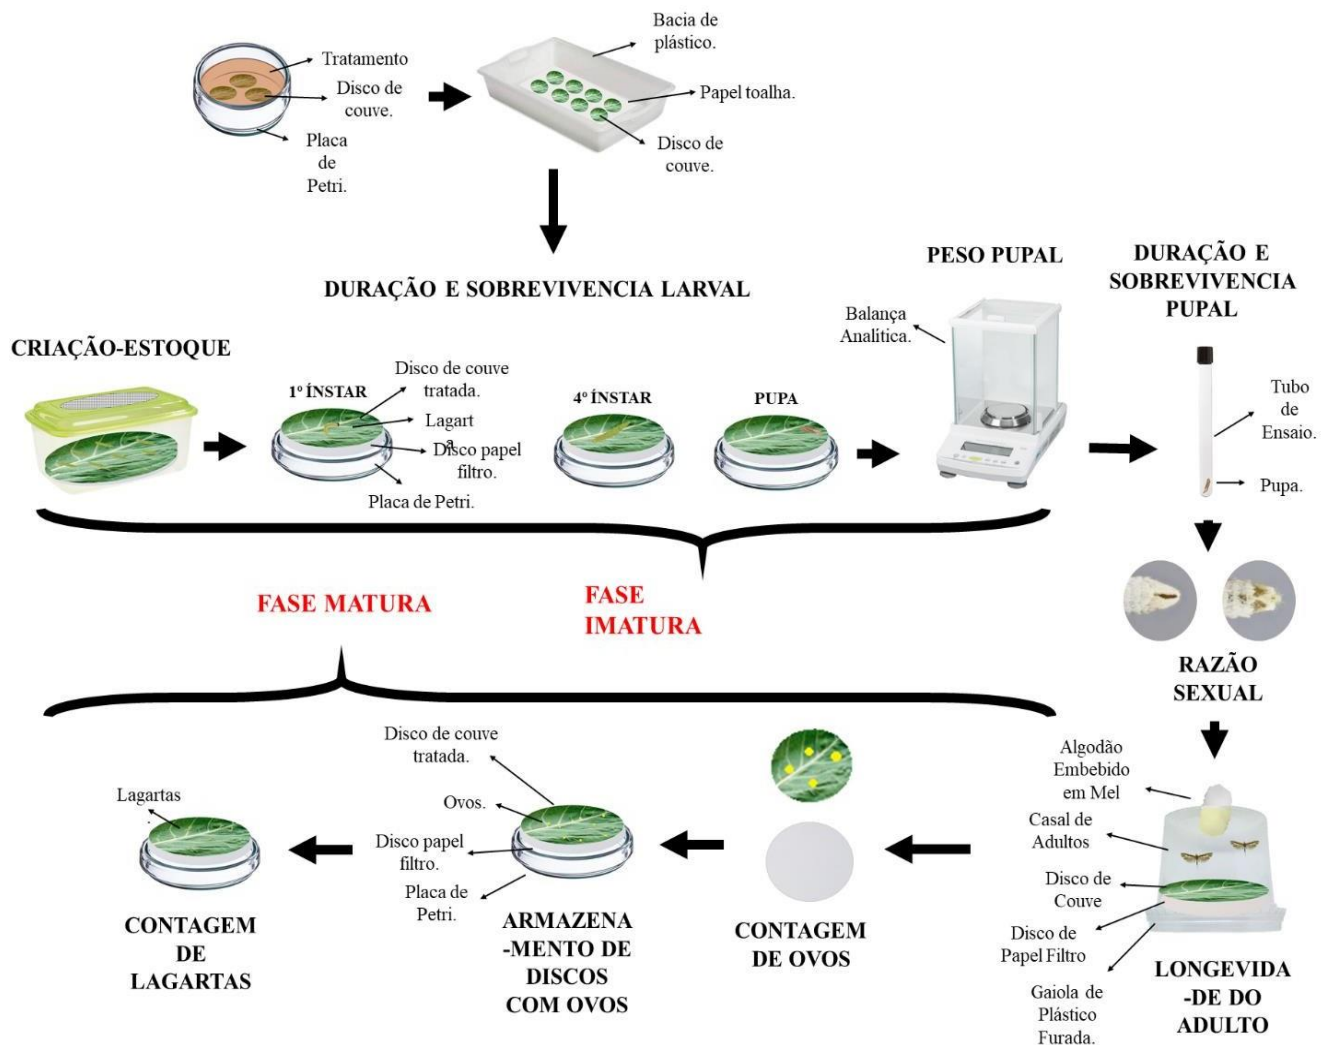 Tratamento
Disco de
couve.
Placa
de
Petri.
Bacia de
plástico.
Papel toalha.
Disco de
couve.
DURAÇÃO E SOBREVIVENCIA LARVAL
PESO PUPAL
DURAÇÃO E
SOBREVIVENCIA
PUPAL
CRIAÇÃO-ESTOQUE
1º ÍNSTAR
Disco de couve
tratada.
Lagart
a
Disco papel
filtro.
Placa de Petri.
4º ÍNSTAR
PUPA
Balança
Analítica.
Tubo
de
Ensaio.
Pupa.
FASE MATURA
FASE
IMATURA
RAZÃO
SEXUAL
Algodão
Embebido
em Mel
Casal de
Adultos
Disco de
Couve
Disco de
Papel Filtro
Gaiola de
Plástico
Furada.
LONGEVIDA
-DE DO
ADULTO
CONTAGEM
DE OVOS
Disco de couve
tratada.
Ovos.
Disco papel
filtro.
Placa de
Petri.
ARMAZENA
-MENTO DE
DISCOS
COM OVOS
Lagartas
CONTAGEM
DE
LAGARTAS